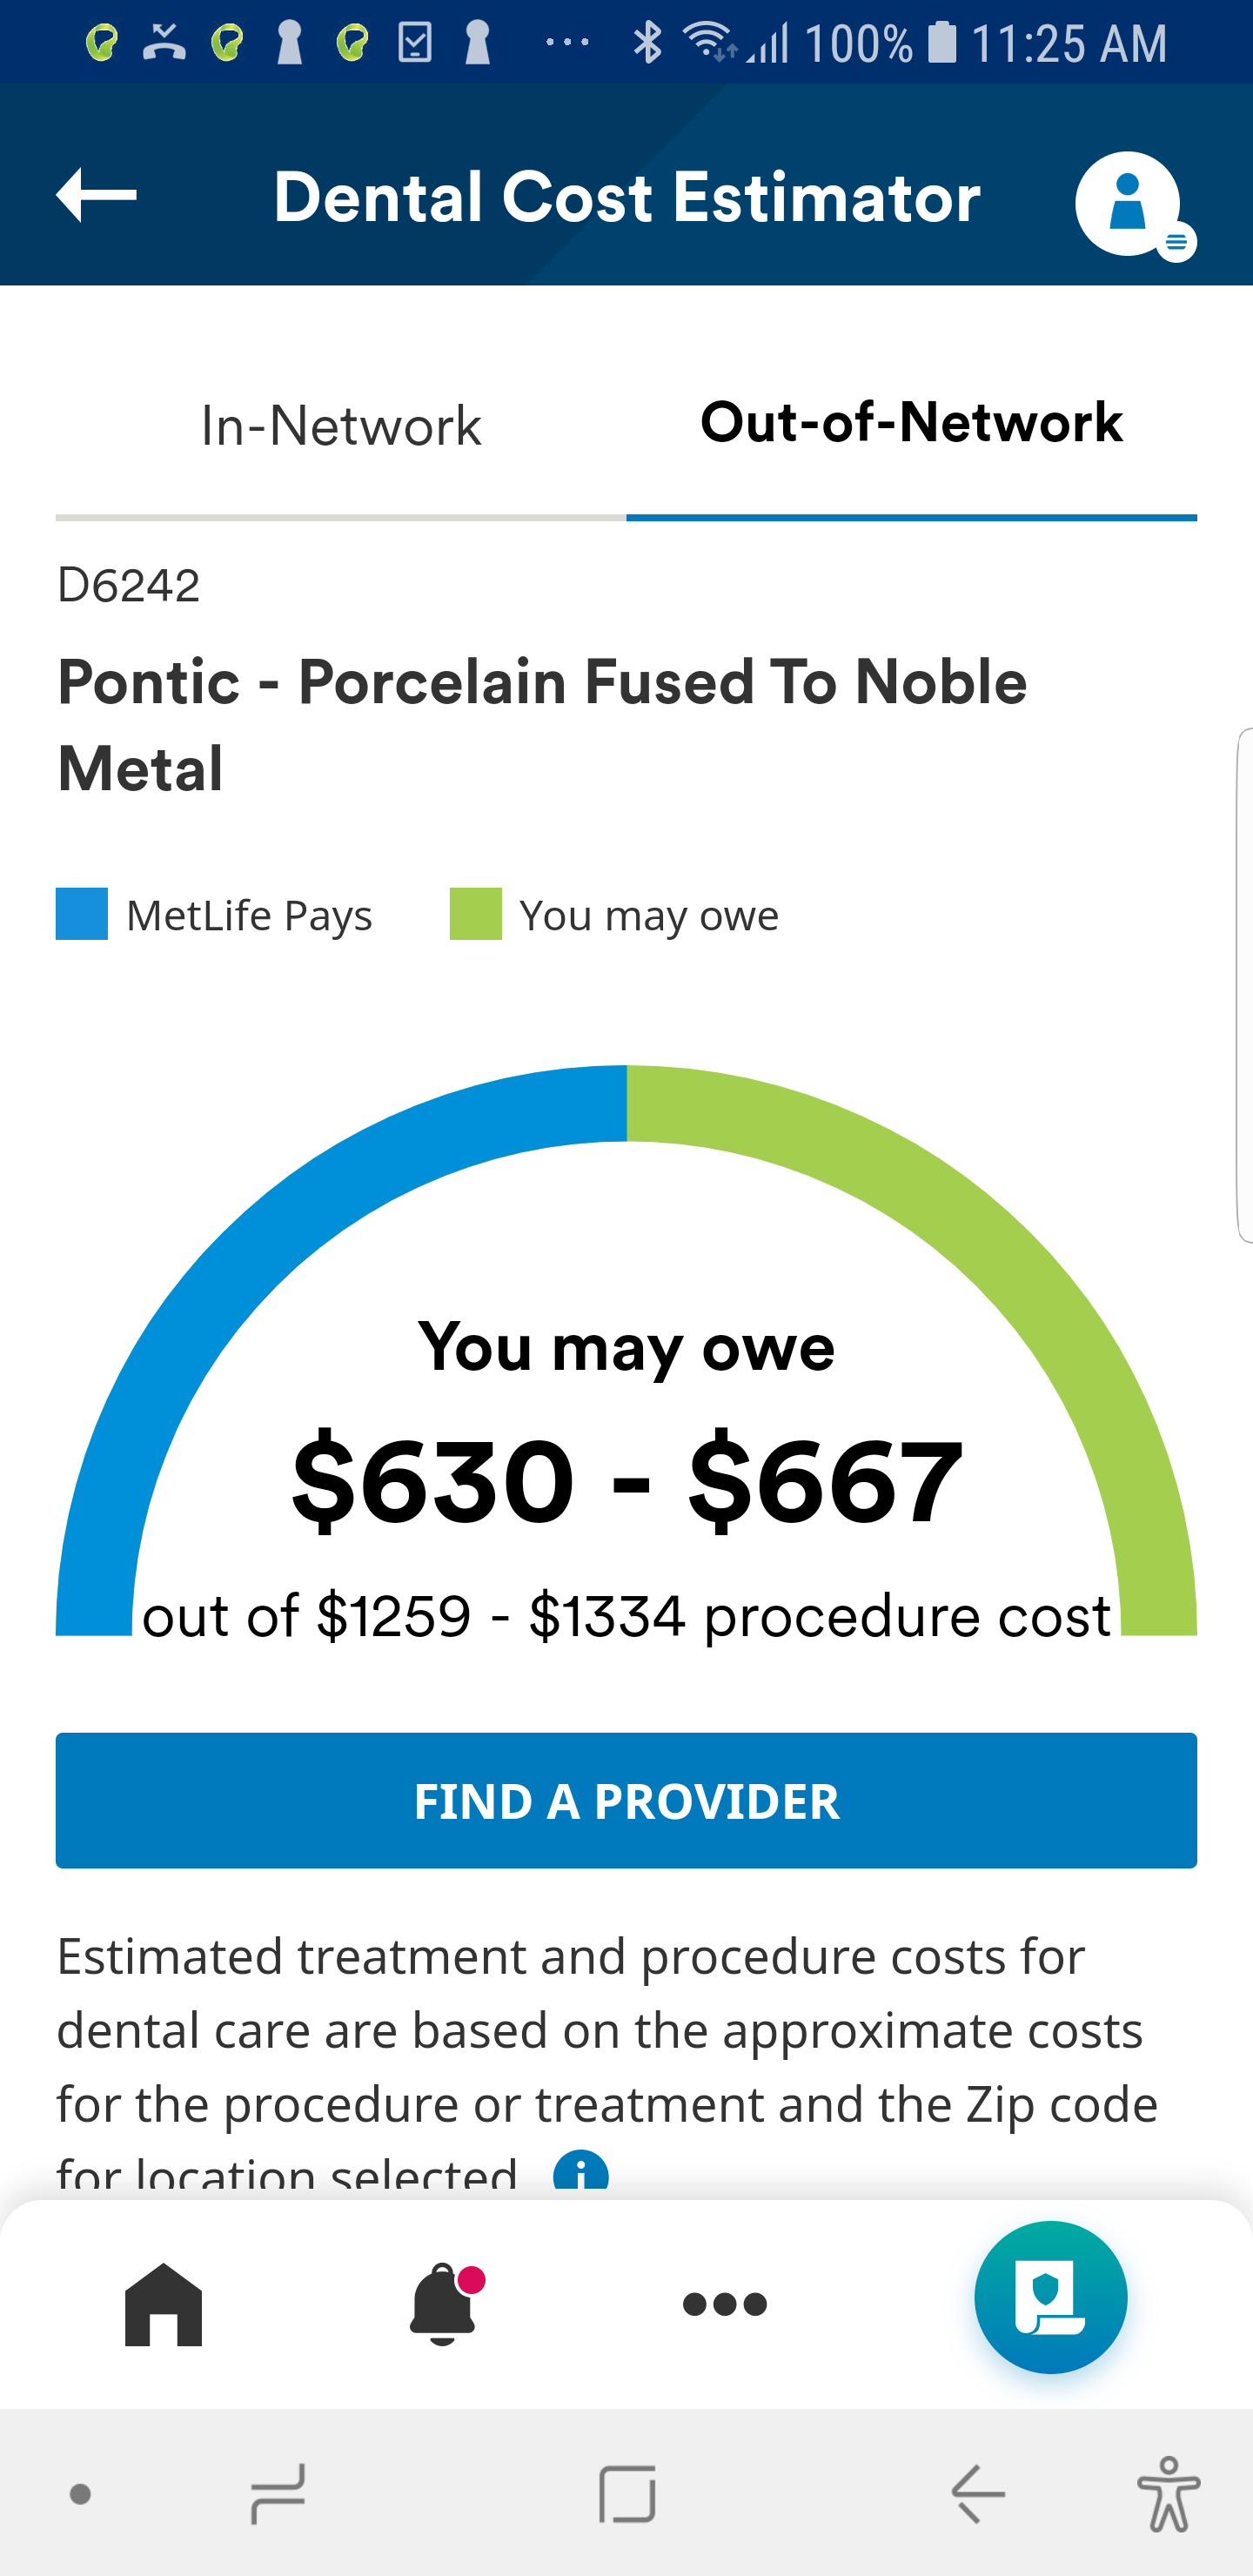 100% 11:25 AM
Dental Cost Estimator
In-Network Out-of-Network
D6242
Pontic - Porcelain Fused To Noble
Metal
MetLife Pays You may owe
You may owe
$630 - $667
out of $1259 - $1334 procedure cost
FIND A PROVIDER
Estimated treatment and procedure costs for
dental care are based on the approximate costs
for the procedure or treatment and the Zip code
for location selected